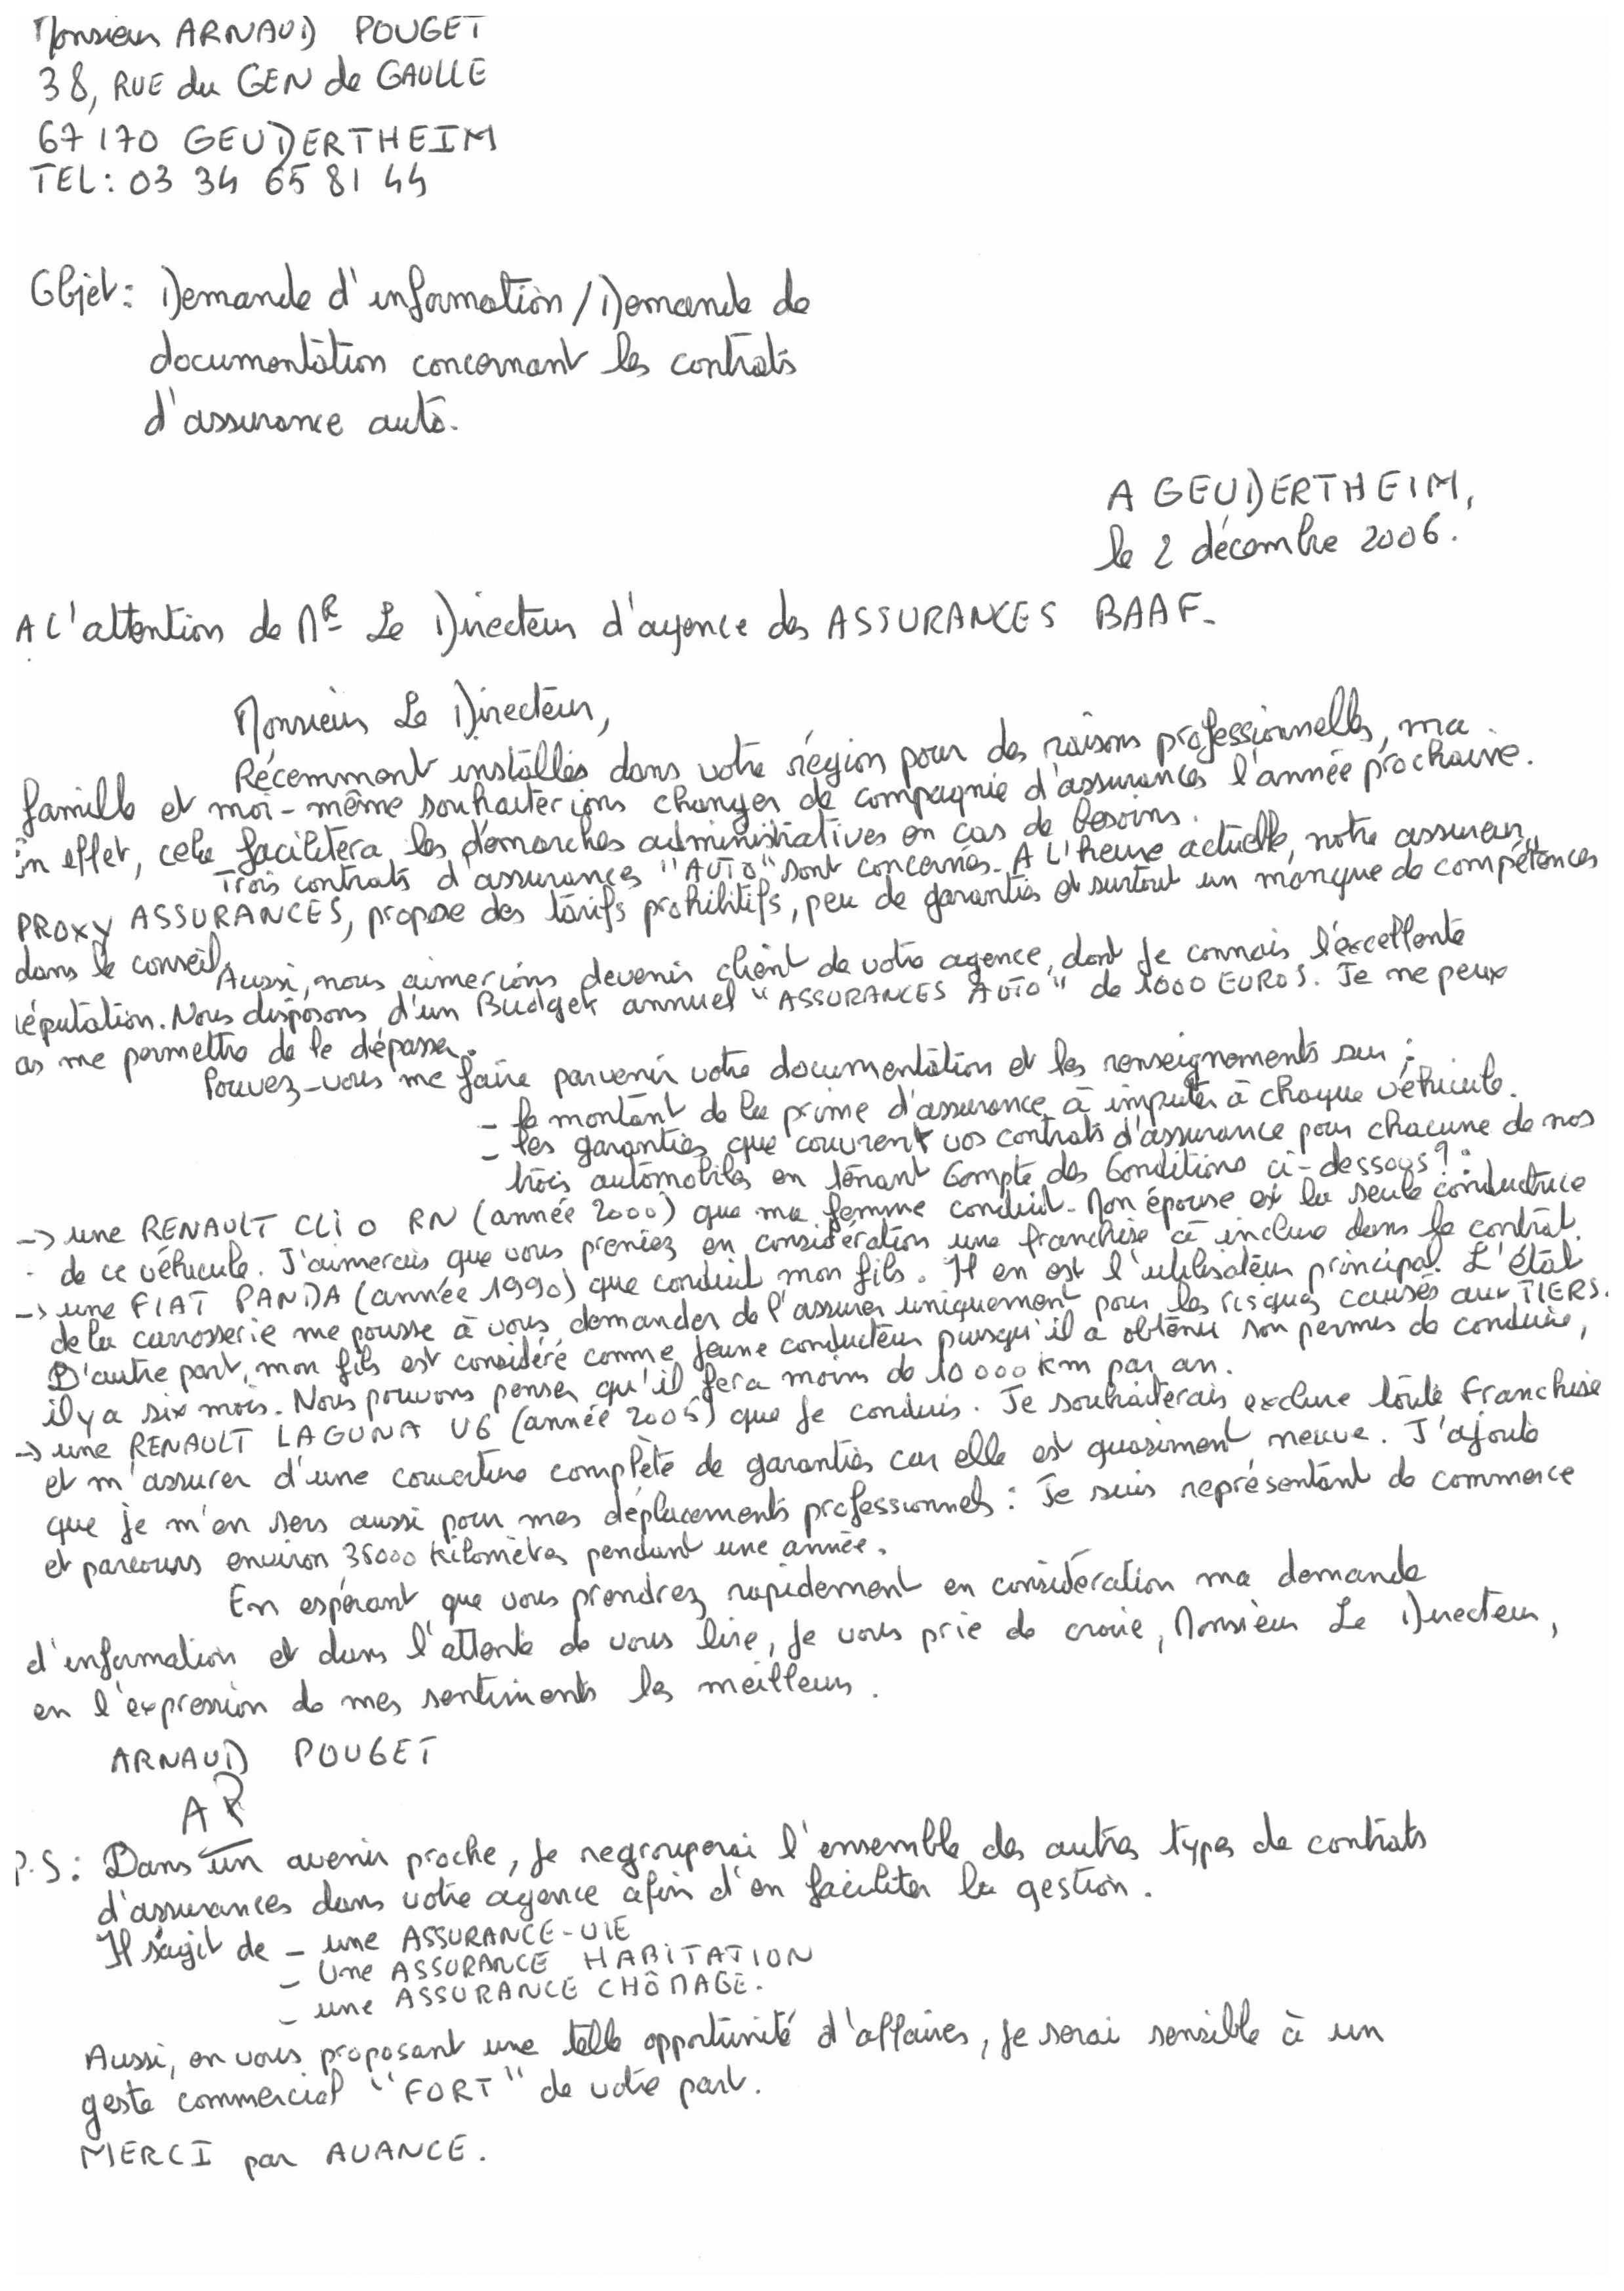 Monsieur ARNAUD POUGET
38, RUE du GEN de GAULLE
67170 GEUDERTHEIM
TEL: 03 34 65 81 44
Objet: Demande d'information / Demande de
documentation concernant les contrats
d'assurance auto.
A GEUDERTHEIM,
le 2 décembre 2006.
A L'attention de MR Le Directeur d'agence des ASSURANCES BAAF.
Monsieur Le Directeur,
Récemment installés dans votre région pour des raisons professionnelles, ma
famille et moi-même souhaiterions changer de compagnie d'assurances l'année prochaine.
En effet, cela facilitera les démarches administratives en cas de besoins.
Trois contrats d'assurances "AUTO" sont concernés. A L'heure actuelle, notre assureur,
PROXY ASSURANCES, propose des tarifs prohibitifs, peu de garanties et surtout un manque de compétences
dans le conseil.
Aussi, nous aimerions devenir client de votre agence, dont je connais l'excellente
réputation. Nous disposons d'un Budget annuel "ASSURANCES AUTO" de 1000 EUROS. Je ne peux
as me permettre de le dépasser.
Pouvez-vous me faire parvenir votre documentation et les renseignements sur :
- le montant de la prime d'assurance à imputer à chaque véhicule.
- les garanties que couvrent vos contrats d'assurance pour chacune de nos
trois automobiles en tenant Compte des Conditions ci-dessous ? :
-> une RENAULT CLIO RN (année 2000) que ma femme conduit. Mon épouse est la seule conductrice
de ce véhicule. J'aimerais que vous preniez en considération une franchise à inclure dans le contrat.
-> une FIAT PANDA (année 1990) que conduit mon fils. Il en est l'utilisateur principal. L'état
de la carrosserie me pousse à vous demander de l'assurer uniquement pour les risques causés aux TIERS.
D'autre part, mon fils est considéré comme jeune conducteur puisqu'il a obtenu son permis de conduire,
il y a six mois. Nous pouvons penser qu'il fera moins de 10 000 km par an.
-> une RENAULT LAGUNA V6 (année 2005) que je conduis. Je souhaiterais exclure toute Franchise
et m'assurer d'une couverture complète de garanties car elle est quasiment neuve. J'ajoute
que je m'en sers aussi pour mes déplacements professionnels : Je suis représentant de commerce
et parcours environ 35000 kilomètres pendant une année.
En espérant que vous prendrez rapidement en considération ma demande
d'information et dans l'attente de vous lire, je vous prie de croire, Monsieur Le Directeur,
en l'expression de mes sentiments les meilleurs.
ARNAUD POUGET
AP
P.S: Dans un avenir proche, je regrouperai l'ensemble des autres types de contrats
d'assurances dans votre agence afin d'en faciliter la gestion.
Il s'agit de - une ASSURANCE-VIE
- Une ASSURANCE HABITATION
- une ASSURANCE CHÔMAGE.
Aussi, en vous proposant une telle opportunité d'affaires, je serai sensible à un
geste commercial "FORT" de votre part.
MERCI par AVANCE.